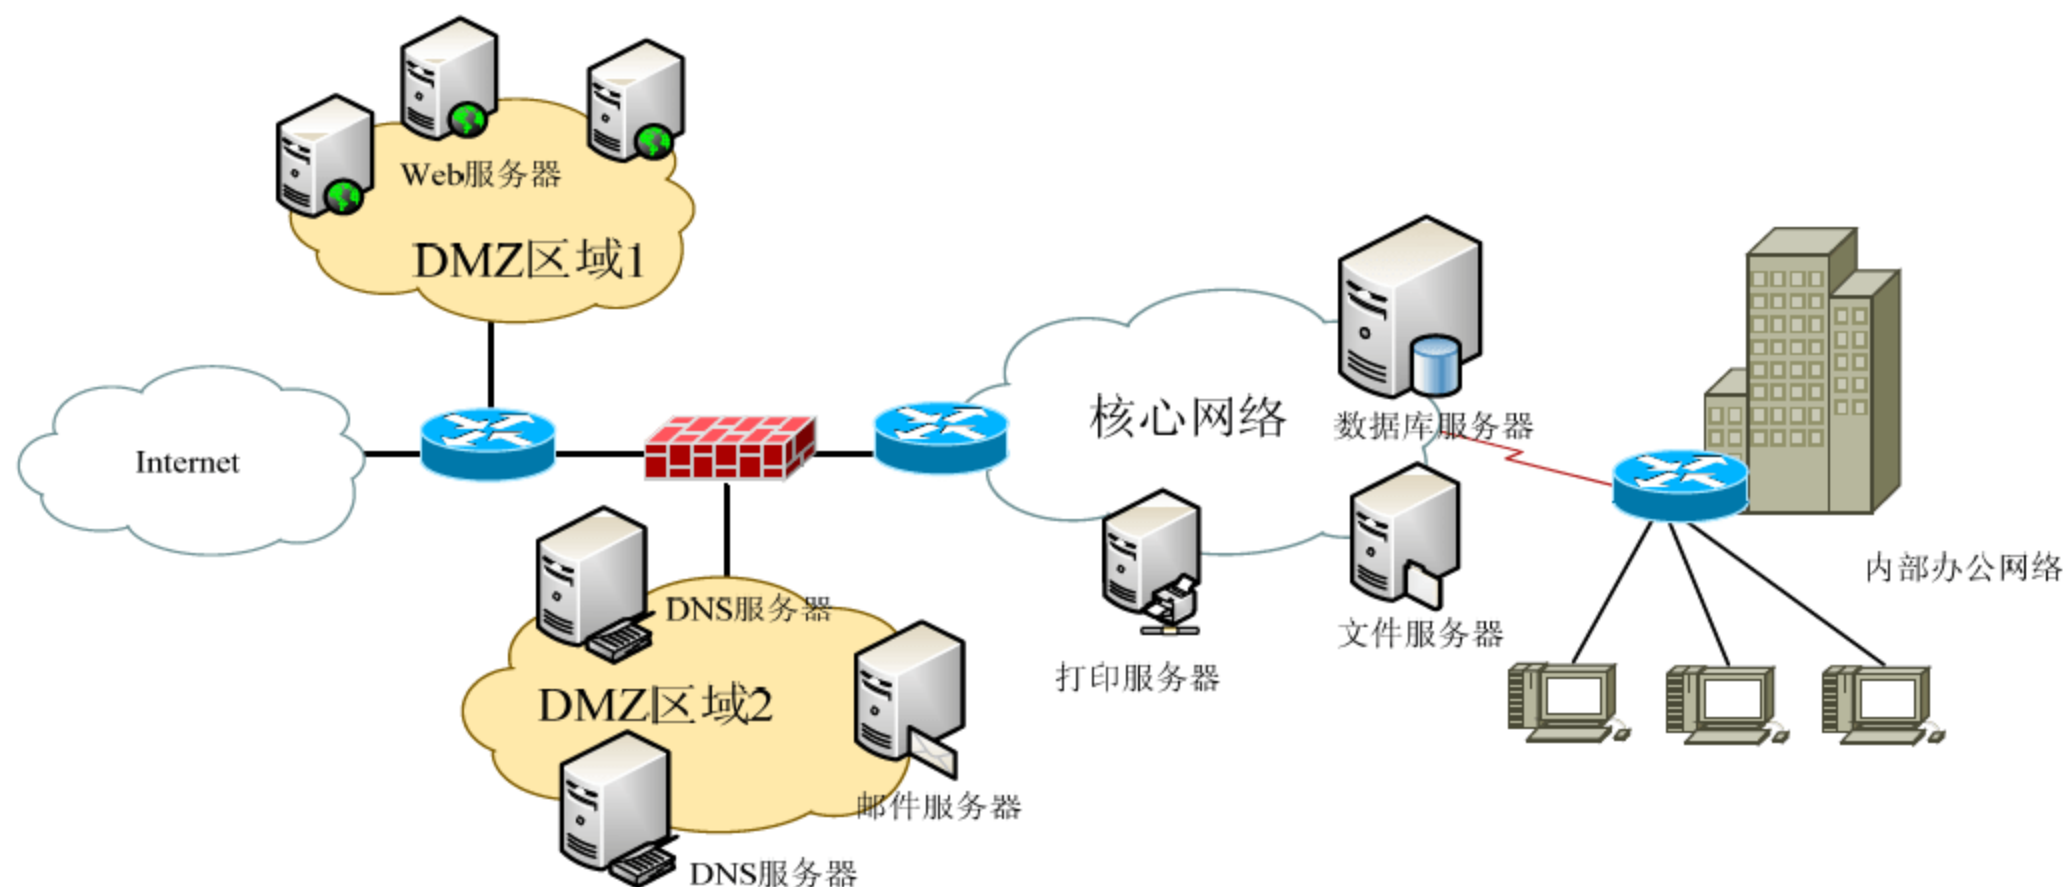 Web服务器
DMZ区域1
Internet
核心网络
数据库服务器
内部办公网络
DNS服务器
文件服务器
打印服务器
DMZ区域2
邮件服务器
DNS服务器